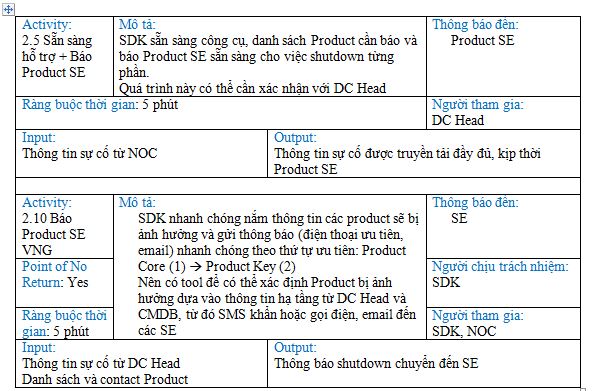 Activity:
2.5 Sẵn sàng
hỗ trợ + Báo
Product SE
Mô tả:
SDK sẵn sàng công cụ, danh sách Product cần báo và
báo Product SE sẵn sàng cho việc shutdown từng
phần.
Quá trình này có thể cần xác nhận với DC Head
Thông báo đến:
Product SE
Ràng buộc thời gian: 5 phút
Người tham gia:
DC Head
Input:
Thông tin sự cố từ NOC
Output:
Thông tin sự cố được truyền tải đầy đủ, kịp thời
Product SE
Activity:
2.10 Báo
Product SE
VNG
Point of No
Return: Yes
Ràng buộc thời
gian: 5 phút
Mô tả:
SDK nhanh chóng nắm thông tin các product sẽ bị
ảnh hưởng và gửi thông báo (điện thoại ưu tiên,
email) nhanh chóng theo thứ tự ưu tiên: Product
Core (1) → Product Key (2)
Nên có tool để có thể xác định Product bị ảnh
hưởng dựa vào thông tin hạ tầng từ DC Head và
CMDB, từ đó SMS khẩn hoặc gọi điện, email đến
các SE
Thông báo đến:
SE
Người chịu trách nhiệm:
SDK
Người tham gia:
SDK, NOC
Input:
Thông tin sự cố từ DC Head
Danh sách và contact Product
Output:
Thông báo shutdown chuyển đến SE